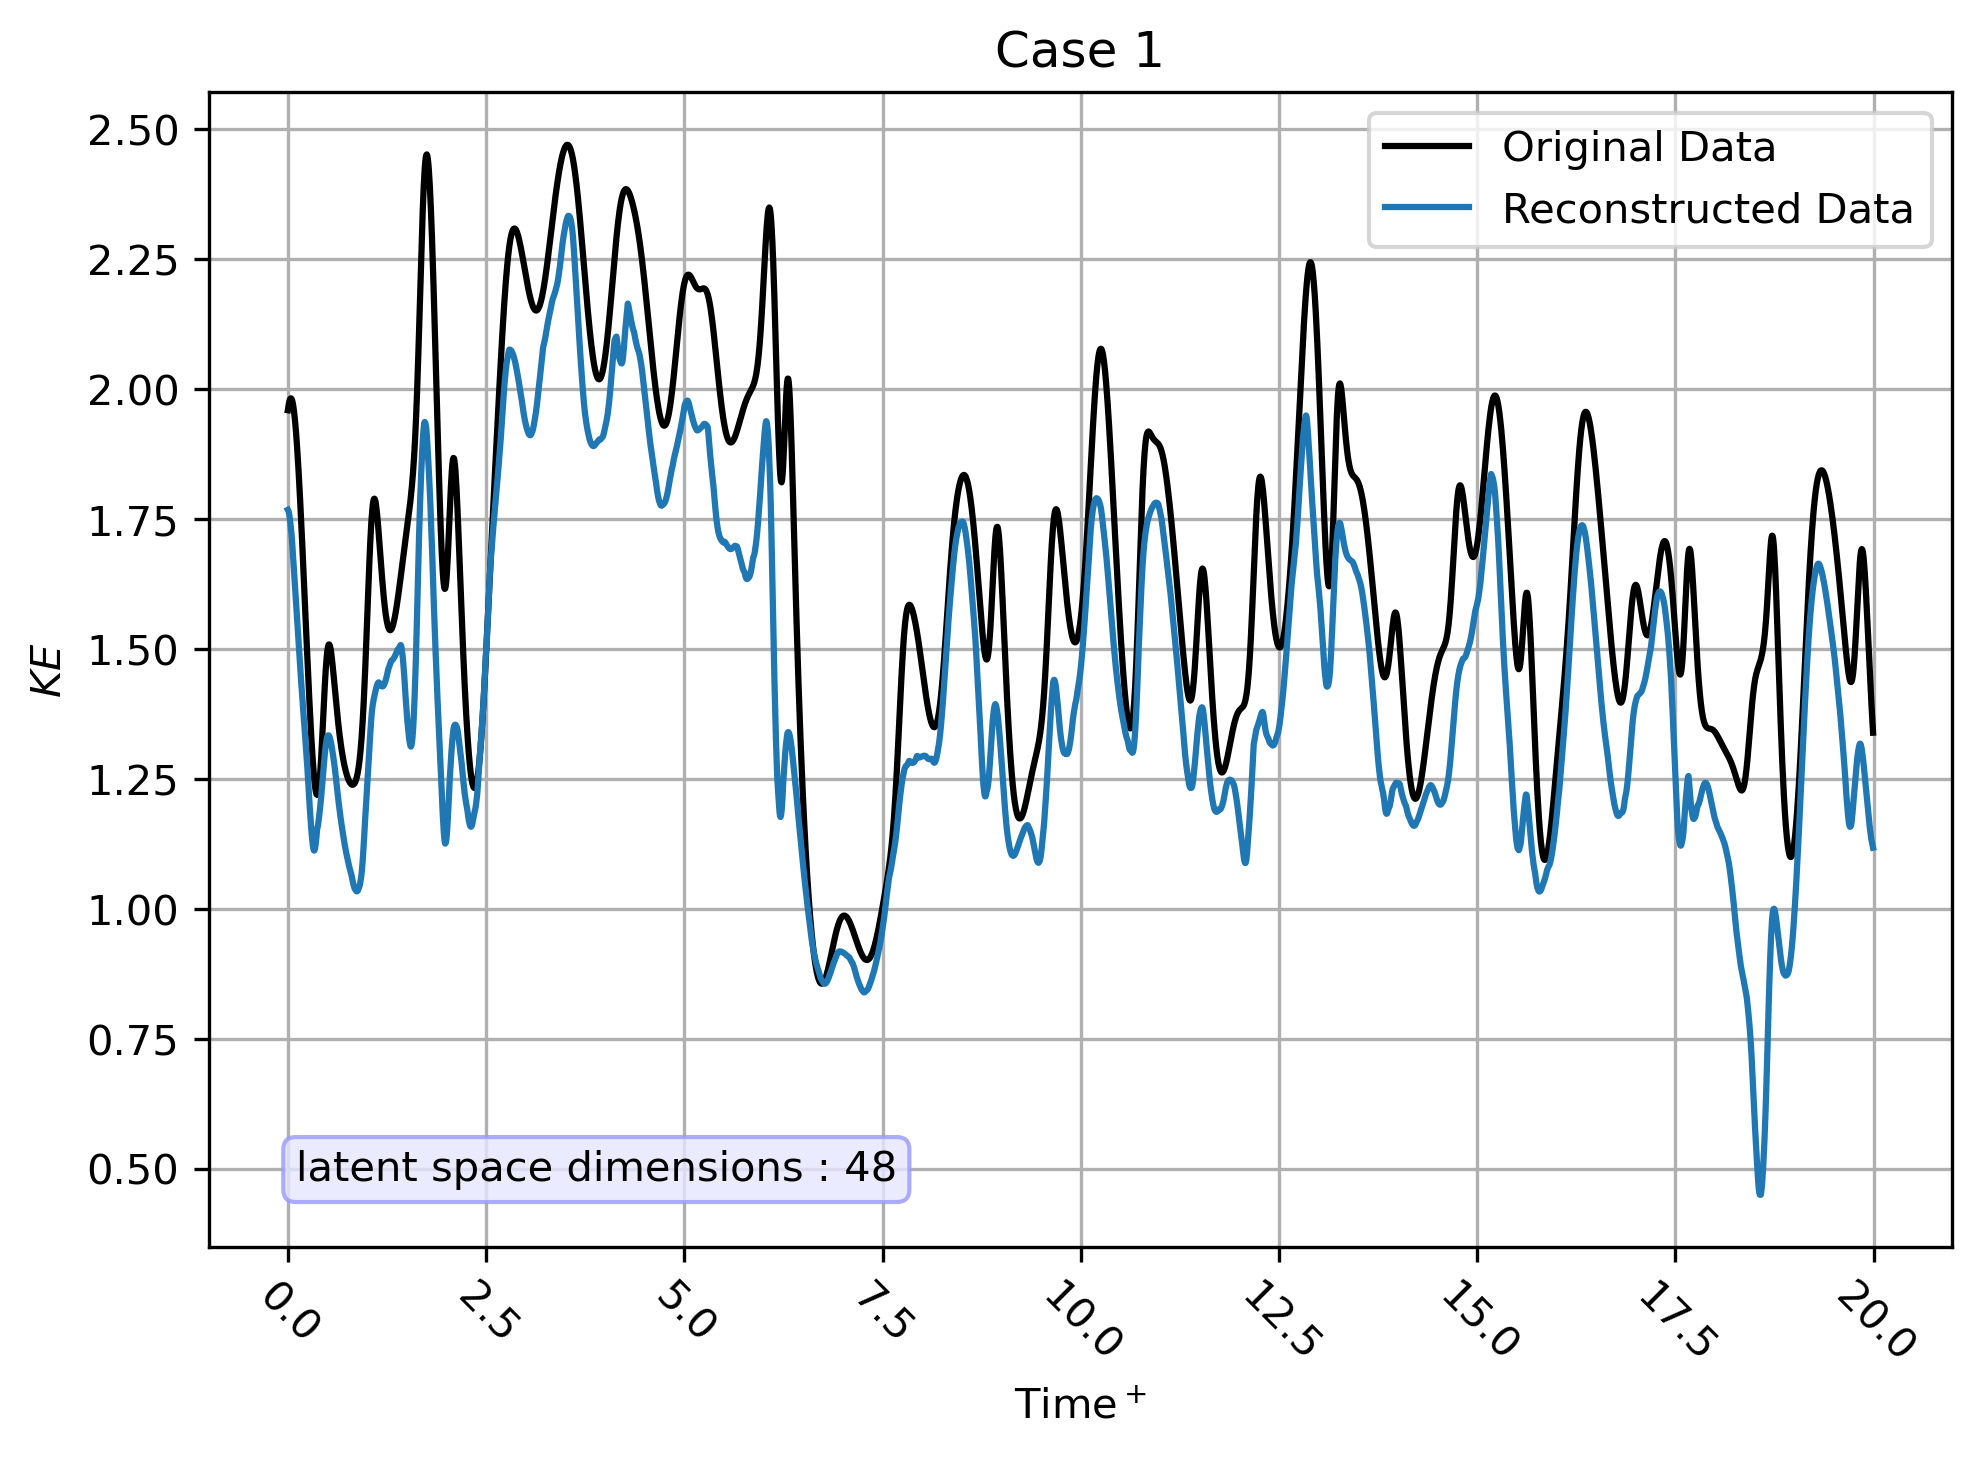 Case 1
2.50
2.25
2.00
1.75
1.50
1.25
1.00
0.75
0.50
KE
Original Data
Reconstructed Data
latent space dimensions : 48
0.0 2.5 5.0 7.5 10.0 12.5 15.0 17.5 20.0
Time⁺